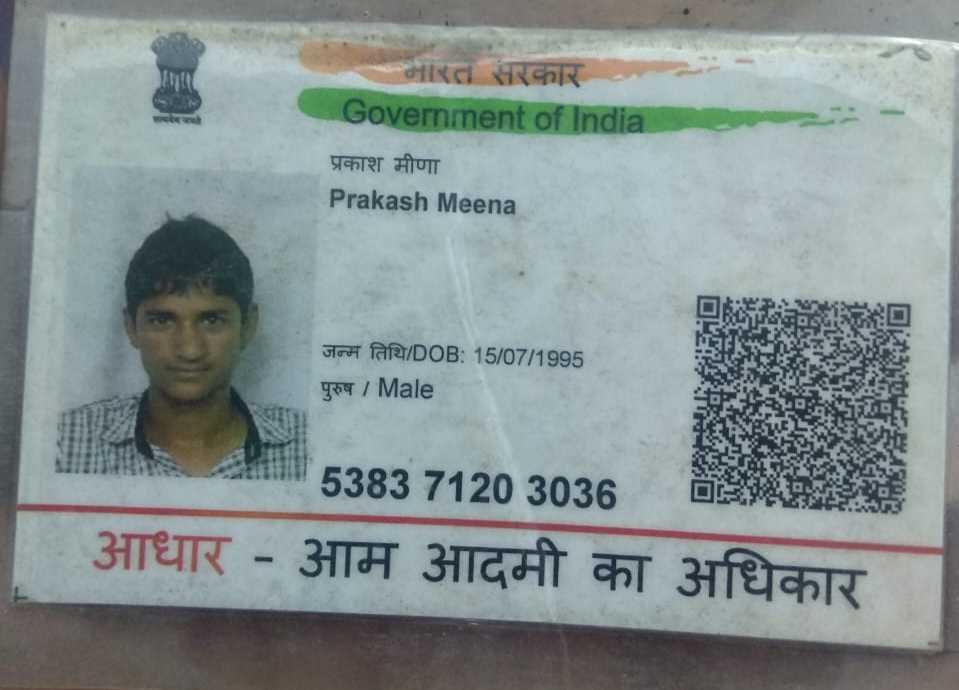 सत्यमेव जयते
भारत सरकार
Government of India
प्रकाश मीणा
Prakash Meena
जन्म तिथि/DOB: 15/07/1995
पुरुष / Male
5383 7120 3036
आधार - आम आदमी का अधिकार